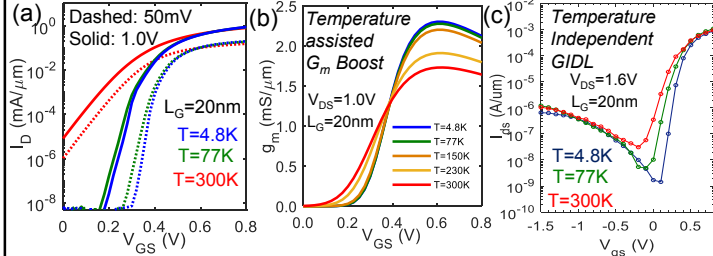 (a)
Dashed: 50mV
Solid: 1.0V
L_G=20nm
T=4.8K
T=77K
T=300K
I_D (mA/μm)
10^0
10^-2
10^-4
10^-6
10^-8
0 0.2 0.4 0.6 0.8
V_GS (V)
(b)
Temperature
assisted
G_m Boost
V_DS=1.0V
L_G=20nm
T=4.8K
T=77K
T=150K
T=230K
T=300K
g_m (mS/μm)
2.5
2.0
1.5
1.0
0.5
0.0
0 0.2 0.4 0.6 0.8
V_GS (V)
(c)
Temperature
Independent
GIDL
V_DS=1.6V
L_G=20nm
T=4.8K
T=77K
T=300K
I_ds (A/um)
10^-2
10^-3
10^-4
10^-5
10^-6
10^-7
10^-8
10^-9
10^-10
-1.5 -1.0 -0.5 0.0 0.5
V_gs (V)